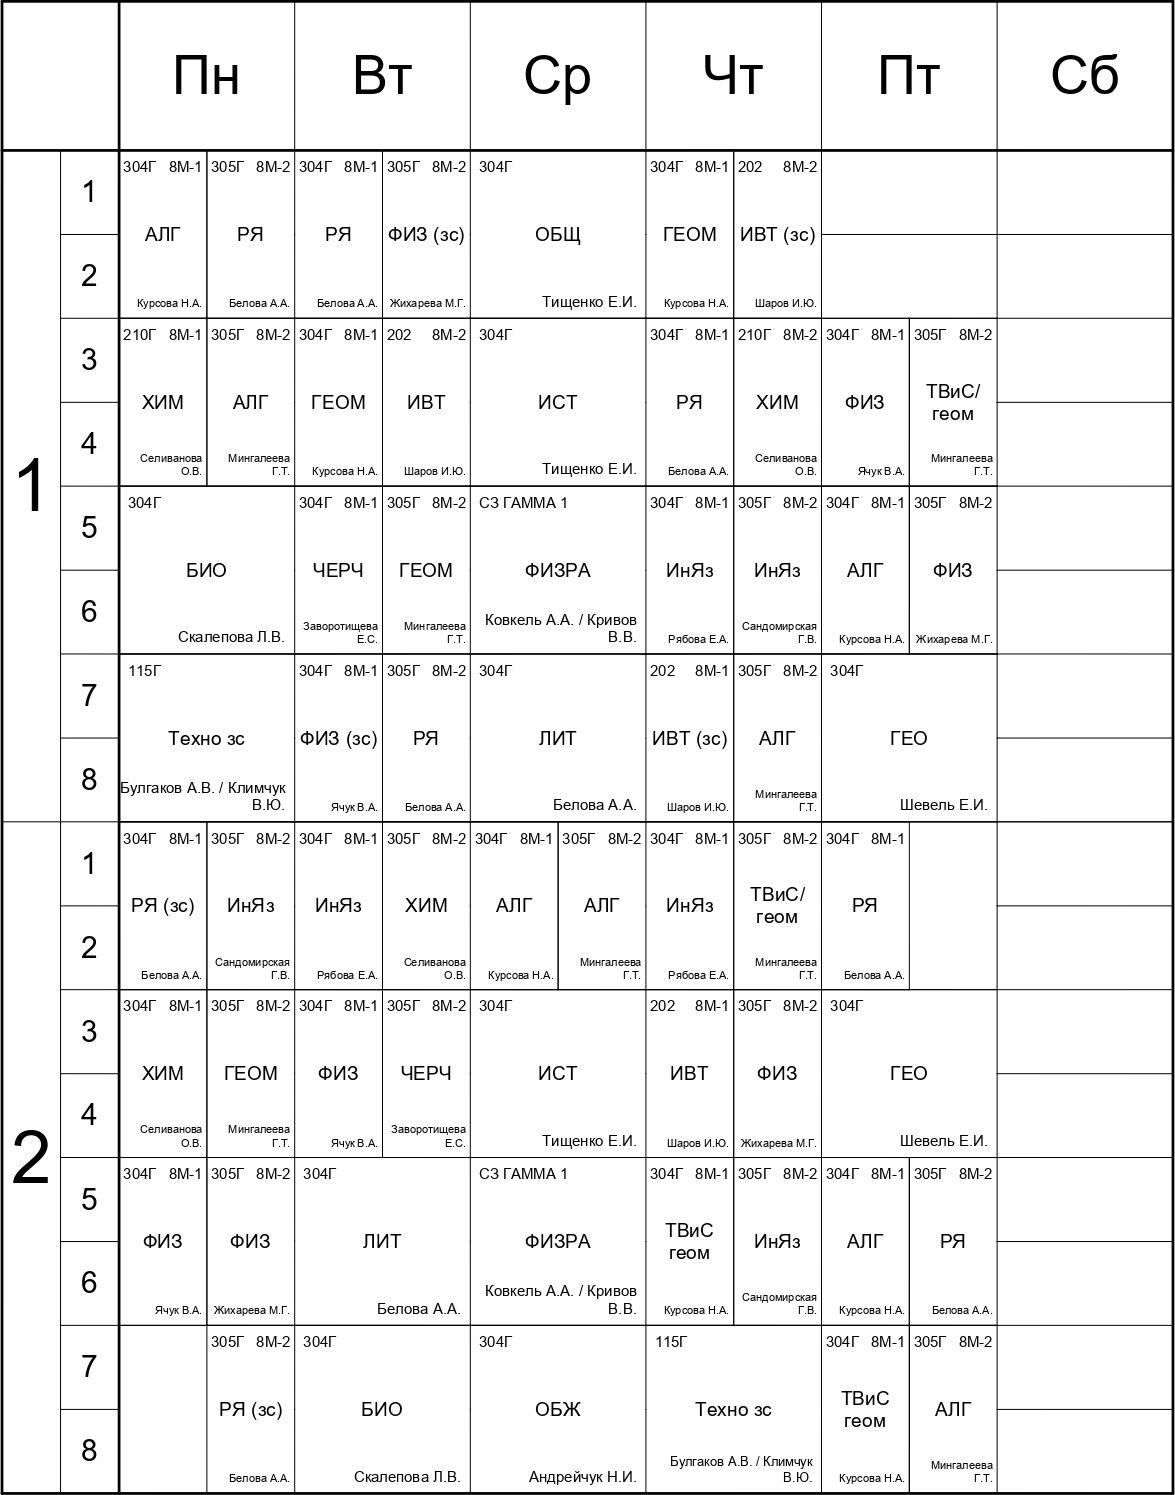 Пн Вт Ср Чт Пт Сб
1
1
304Г 8М-1 305Г 8М-2 304Г 8М-1 305Г 8М-2 304Г 304Г 8М-1 202 8М-2
АЛГ РЯ РЯ ФИЗ (зс) ОБЩ ГЕОМ ИВТ (зс)
2
Курсова Н.А. Белова А.А. Белова А.А. Жихарева М.Г. Тищенко Е.И. Курсова Н.А. Шаров И.Ю.
3
210Г 8М-1 305Г 8М-2 304Г 8М-1 202 8М-2 304Г 304Г 8М-1 210Г 8М-2 304Г 8М-1 305Г 8М-2
ХИМ АЛГ ГЕОМ ИВТ ИСТ РЯ ХИМ ФИЗ ТВиС/
геом
4
Селиванова Мингалеева Селиванова Мингалеева
О.В. Г.Т. Курсова Н.А. Шаров И.Ю. Тищенко Е.И. Белова А.А. О.В. Ячук В.А. Г.Т.
5
304Г 304Г 8М-1 305Г 8М-2 СЗ ГАММА 1 304Г 8М-1 305Г 8М-2 304Г 8М-1 305Г 8М-2
БИО ЧЕРЧ ГЕОМ ФИЗРА ИнЯз ИнЯз АЛГ ФИЗ
6
Заворотищева Мингалеева Ковкель А.А. / Кривов Сандомирская
Скалепова Л.В. Е.С. Г.Т. В.В. Рябова Е.А. Г.В. Курсова Н.А. Жихарева М.Г.
7
115Г 304Г 8М-1 305Г 8М-2 304Г 202 8М-1 305Г 8М-2 304Г
Техно зс ФИЗ (зс) РЯ ЛИТ ИВТ (зс) АЛГ ГЕО
8
Булгаков А.В. / Климчук Мингалеева
В.Ю. Ячук В.А. Белова А.А. Белова А.А. Шаров И.Ю. Г.Т. Шевель Е.И.
2
1
304Г 8М-1 305Г 8М-2 304Г 8М-1 305Г 8М-2 304Г 8М-1 305Г 8М-2 304Г 8М-1 305Г 8М-2 304Г 8М-1
РЯ (зс) ИнЯз ИнЯз ХИМ АЛГ АЛГ ИнЯз ТВиС/ РЯ
геом
2
Сандомирская Селиванова Мингалеева Мингалеева
Белова А.А. Г.В. Рябова Е.А. О.В. Курсова Н.А. Г.Т. Рябова Е.А. Г.Т. Белова А.А.
3
304Г 8М-1 305Г 8М-2 304Г 8М-1 305Г 8М-2 304Г 202 8М-1 305Г 8М-2 304Г
ХИМ ГЕОМ ФИЗ ЧЕРЧ ИСТ ИВТ ФИЗ ГЕО
4
Селиванова Мингалеева Заворотищева
О.В. Г.Т. Ячук В.А. Е.С. Тищенко Е.И. Шаров И.Ю. Жихарева М.Г. Шевель Е.И.
5
304Г 8М-1 305Г 8М-2 304Г СЗ ГАММА 1 304Г 8М-1 305Г 8М-2 304Г 8М-1 305Г 8М-2
ФИЗ ФИЗ ЛИТ ФИЗРА ТВиС ИнЯз АЛГ РЯ
геом
6
Ковкель А.А. / Кривов Сандомирская
Ячук В.А. Жихарева М.Г. Белова А.А. В.В. Курсова Н.А. Г.В. Курсова Н.А. Белова А.А.
7
305Г 8М-2 304Г 304Г 115Г 304Г 8М-1 305Г 8М-2
РЯ (зс) БИО ОБЖ Техно зс ТВиС АЛГ
геом
8
Булгаков А.В. / Климчук Мингалеева
Белова А.А. Скалепова Л.В. Андрейчук Н.И. В.Ю. Курсова Н.А. Г.Т.